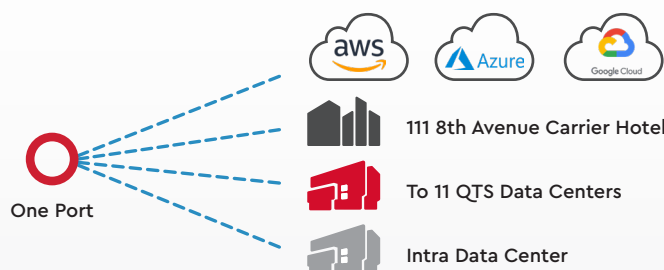 aws
Azure
Google Cloud
111 8th Avenue Carrier Hotel
To 11 QTS Data Centers
One Port
Intra Data Center